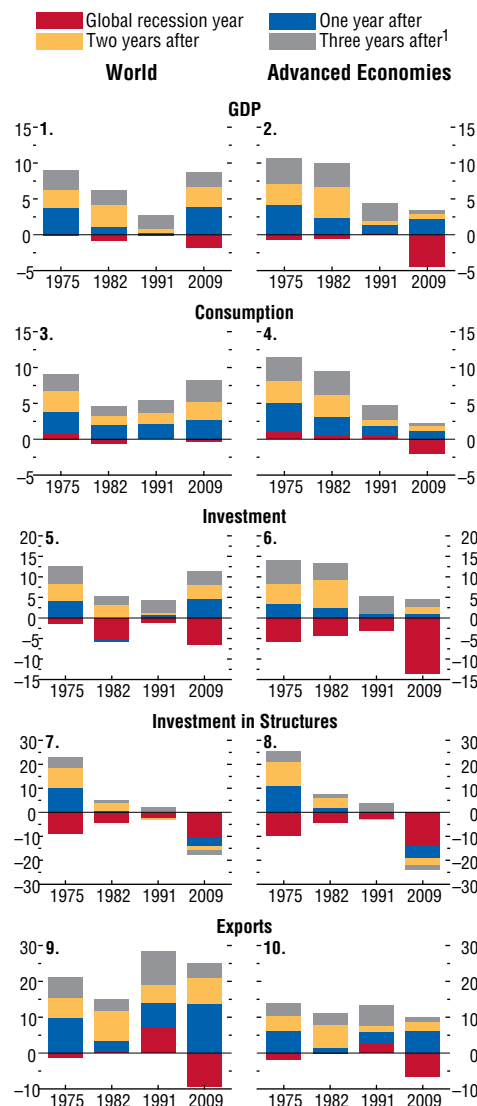 Global recession year One year after
Two years after Three years after1
World Advanced Economies
GDP
15 1. 2. 15
10 10
5 5
0 0
–5 –5
1975 1982 1991 2009 1975 1982 1991 2009
Consumption
15 3. 4. 15
10 10
5 5
0 0
–5 –5
1975 1982 1991 2009 1975 1982 1991 2009
Investment
20 5. 6. 20
15 15
10 10
5 5
0 0
–5 –5
–10 –10
–15 –15
1975 1982 1991 2009 1975 1982 1991 2009
Investment in Structures
30 7. 8. 30
20 20
10 10
0 0
–10 –10
–20 –20
–30 –30
1975 1982 1991 2009 1975 1982 1991 2009
Exports
30 9. 10. 30
20 20
10 10
0 0
–10 –10
1975 1982 1991 2009 1975 1982 1991 2009